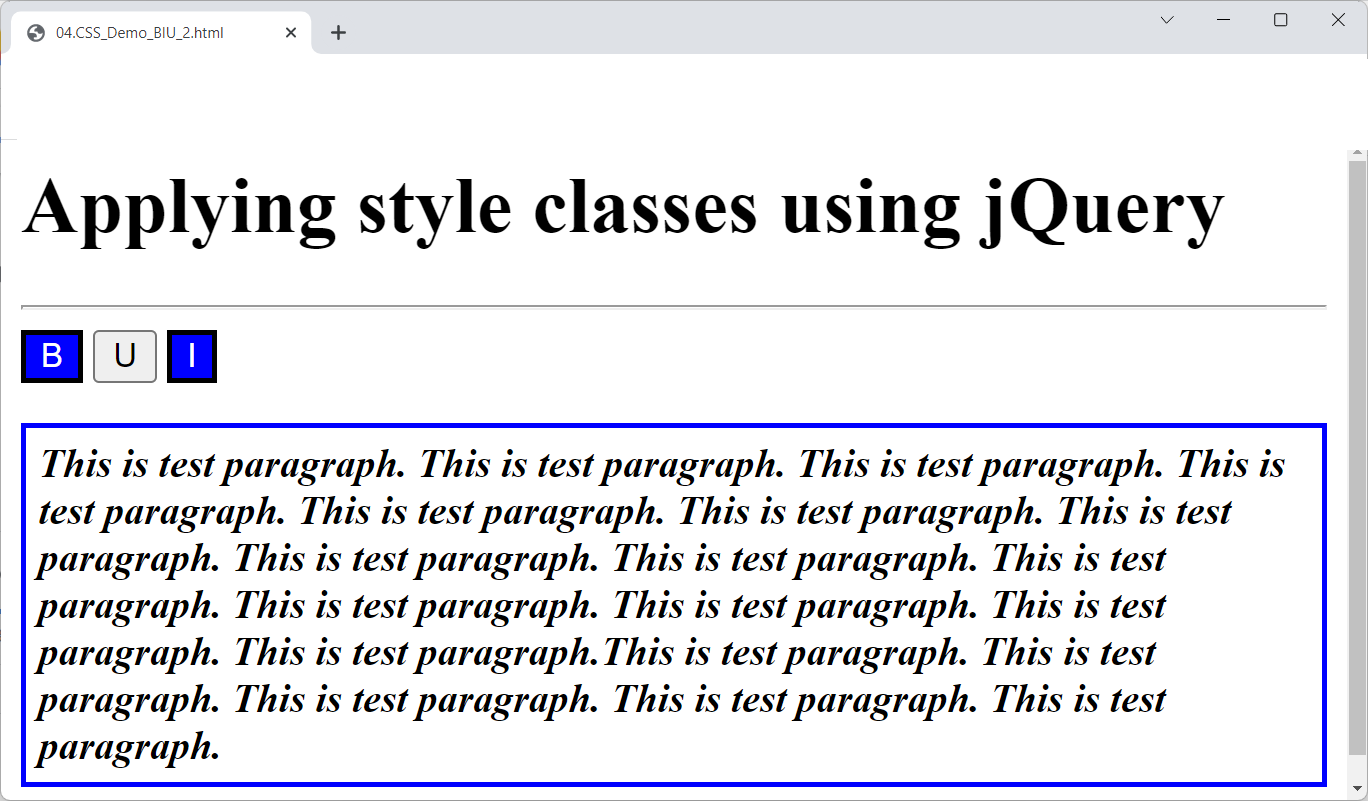 04.CSS_Demo_BIU_2.html
Applying style classes using jQuery
B U I
This is test paragraph. This is test paragraph. This is test paragraph. This is
test paragraph. This is test paragraph. This is test paragraph. This is test
paragraph. This is test paragraph. This is test paragraph. This is test
paragraph. This is test paragraph. This is test paragraph. This is test
paragraph. This is test paragraph.This is test paragraph. This is test
paragraph. This is test paragraph. This is test paragraph. This is test
paragraph.